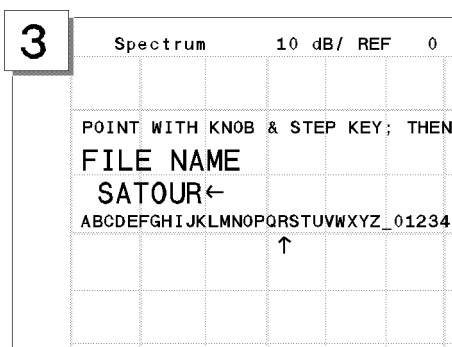 3
Spectrum 10 dB/ REF 0
POINT WITH KNOB & STEP KEY; THEN
FILE NAME
SATOUR←
ABCDEFGHIJKLMNOPQRSTUVWXYZ_01234
↑